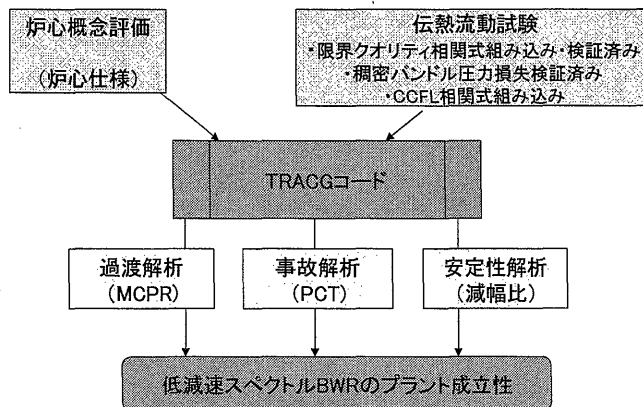 炉心概念評価
(炉心仕様)
伝熱流動試験
・限界クオリティ相関式組み込み・検証済み
・稠密バンドル圧力損失検証済み
・CCFL相関式組み込み
TRACGコード
過渡解析
(MCPR)
事故解析
(PCT)
安定性解析
(減幅比)
低減速スペクトルBWRのプラント成立性